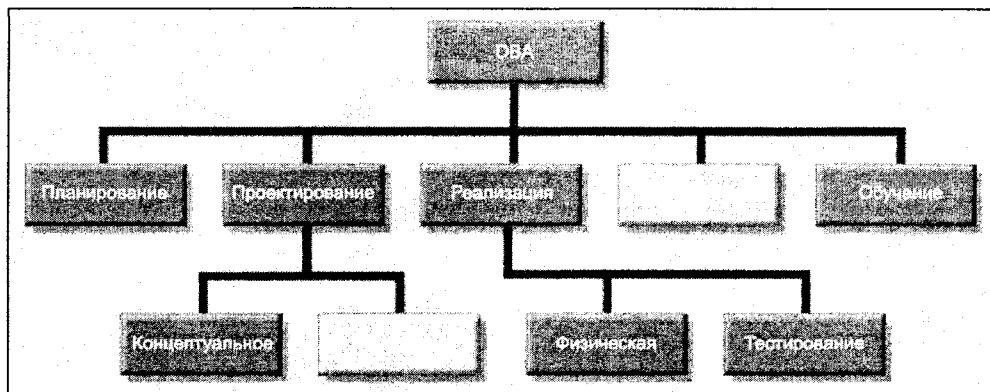 DBA
Планирование
Проектирование
Реализация
Обучение
Концептуальное
Физическая
Тестирование